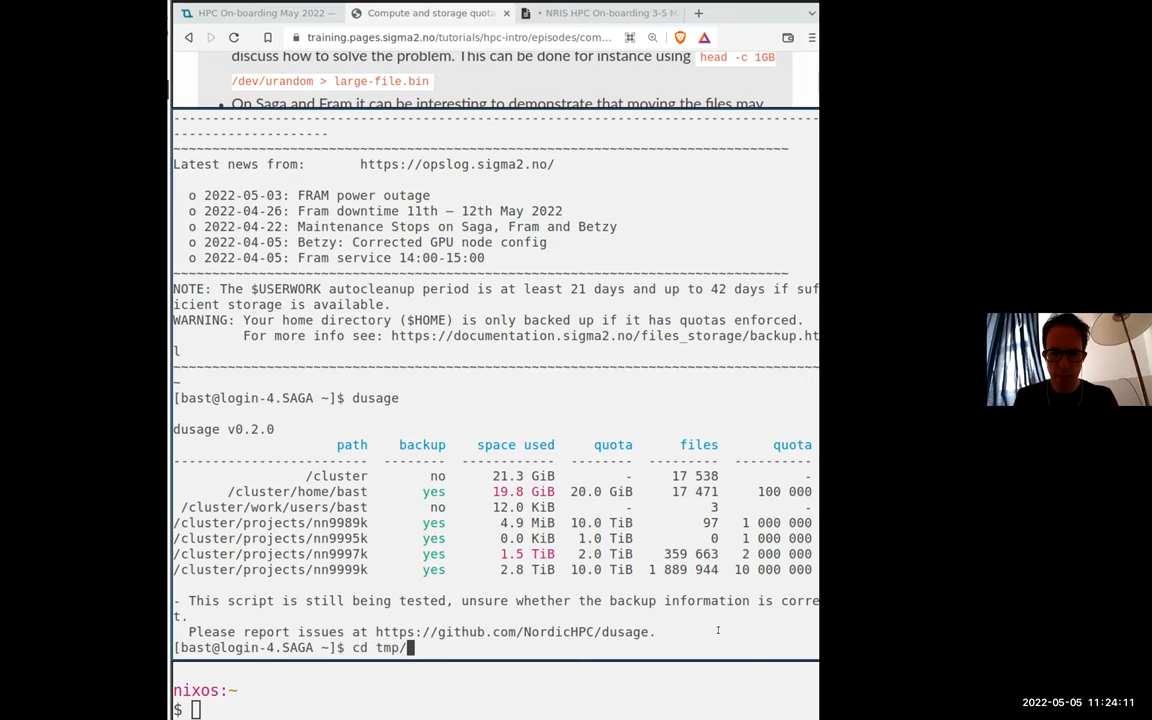 HPC On-boarding May 2022 —
Compute and storage quota
• NRIS HPC On-boarding 3-5 M
training.pages.sigma2.no/tutorials/hpc-intro/episodes/com...
discuss how to solve the problem. This can be done for instance using head -c 1GB
/dev/urandom > large-file.bin
• On Saga and Fram it can be interesting to demonstrate that moving the files may
--------------------------------------------------------------------------------
--------------------
~~~~~~~~~~~~~~~~~~~~~~~~~~~~~~~~~~~~~~~~~~~~~~~~~~~~~~~~~~~~~~~~~~~~~~~~~~~~~~~
Latest news from:       https://opslog.sigma2.no/
o 2022-05-03: FRAM power outage
o 2022-04-26: Fram downtime 11th – 12th May 2022
o 2022-04-22: Maintenance Stops on Saga, Fram and Betzy
o 2022-04-05: Betzy: Corrected GPU node config
o 2022-04-05: Fram service 14:00-15:00
~~~~~~~~~~~~~~~~~~~~~~~~~~~~~~~~~~~~~~~~~~~~~~~~~~~~~~~~~~~~~~~~~~~~~~~~~~~~~~~
NOTE: The $USERWORK autocleanup period is at least 21 days and up to 42 days if suf
icient storage is available.
WARNING: Your home directory ($HOME) is only backed up if it has quotas enforced.
For more info see: https://documentation.sigma2.no/files_storage/backup.ht
l
~~~~~~~~~~~~~~~~~~~~~~~~~~~~~~~~~~~~~~~~~~~~~~~~~~~~~~~~~~~~~~~~~~~~~~~~~~~~~~~~~~~
~
[bast@login-4.SAGA ~]$ dusage
dusage v0.2.0
path backup space used quota files quota
------------------------- -------- ------------ -------- --------- ----------
/cluster no 21.3 GiB - 17 538 -
/cluster/home/bast yes 19.8 GiB 20.0 GiB 17 471 100 000
/cluster/work/users/bast no 12.0 KiB - 3 -
/cluster/projects/nn9989k yes 4.9 MiB 10.0 TiB 97 1 000 000
/cluster/projects/nn9995k yes 0.0 KiB 1.0 TiB 0 1 000 000
/cluster/projects/nn9997k yes 1.5 TiB 2.0 TiB 359 663 2 000 000
/cluster/projects/nn9999k yes 2.8 TiB 10.0 TiB 1 889 944 10 000 000
- This script is still being tested, unsure whether the backup information is corre
t.
Please report issues at https://github.com/NordicHPC/dusage.
[bast@login-4.SAGA ~]$ cd tmp/
nixos:~
$
2022-05-05 11:24:11